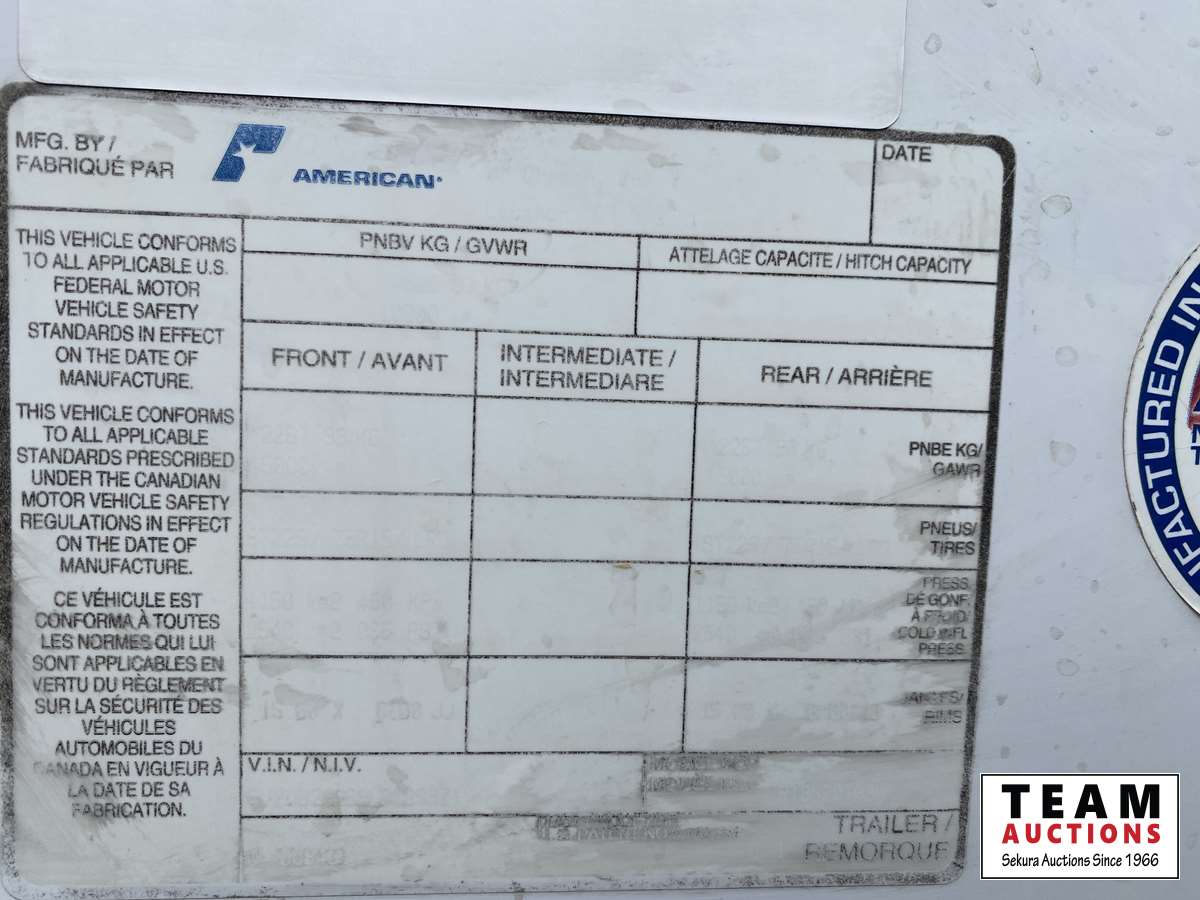 MFG. BY /
FABRIQUÉ PAR
AMERICAN
DATE
THIS VEHICLE CONFORMS
TO ALL APPLICABLE U.S.
FEDERAL MOTOR
VEHICLE SAFETY
STANDARDS IN EFFECT
ON THE DATE OF
MANUFACTURE.
THIS VEHICLE CONFORMS
TO ALL APPLICABLE
STANDARDS PRESCRIBED
UNDER THE CANADIAN
MOTOR VEHICLE SAFETY
REGULATIONS IN EFFECT
ON THE DATE OF
MANUFACTURE.
CE VÉHICULE EST
CONFORMA À TOUTES
LES NORMES QUI LUI
SONT APPLICABLES EN
VERTU DU RÈGLEMENT
SUR LA SÉCURITÉ DES
VÉHICULES
AUTOMOBILES DU
CANADA EN VIGUEUR À
LA DATE DE SA
FABRICATION.
PNBV KG / GVWR
ATTELAGE CAPACITE / HITCH CAPACITY
FRONT / AVANT
INTERMEDIATE /
INTERMEDIARE
REAR / ARRIÈRE
PNBE KG/
GAWR
PNEUS/
TIRES
PRESS.
DE GONF.
À FROID/
COLD INFL.
PRESS.
RIMS
V.I.N. / N.I.V.
TRAILER /
REMORQUE
UFACTURED IN
TEAM
AUCTIONS
Sekura Auctions Since 1966